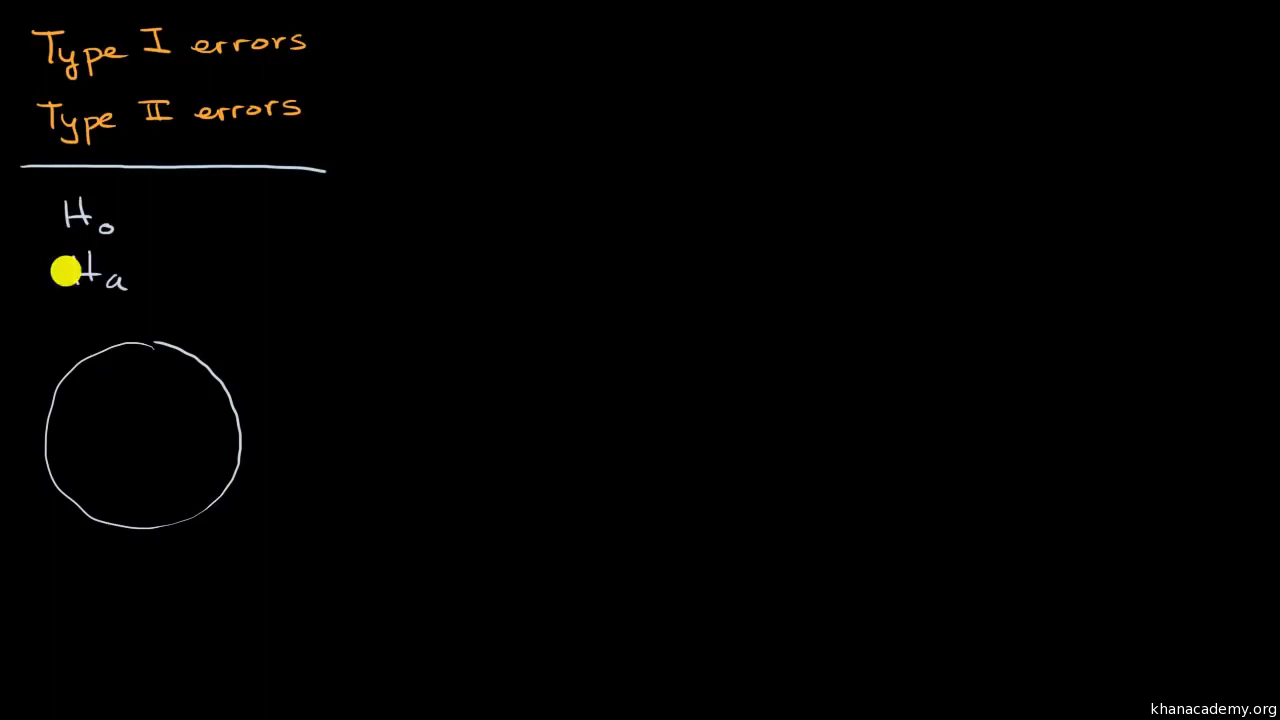 Type I errors
Type II errors
H₀
Hₐ
khanacademy.org